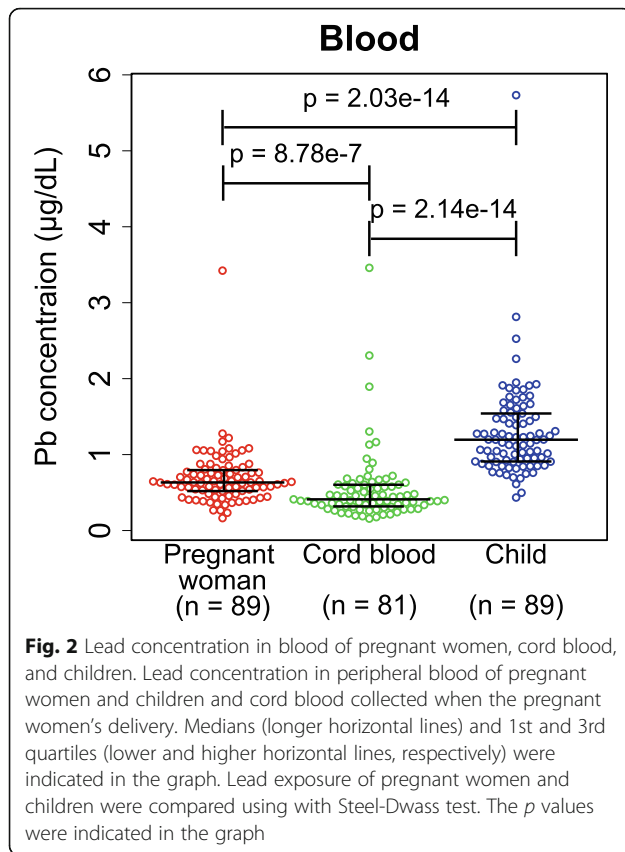 Blood
Pb concentraion (µg/dL)
6
5
4
3
2
1
0
p = 2.03e-14
p = 8.78e-7
p = 2.14e-14
Pregnant
woman
(n = 89)
Cord blood
(n = 81)
Child
(n = 89)
Fig. 2 Lead concentration in blood of pregnant women, cord blood,
and children. Lead concentration in peripheral blood of pregnant
women and children and cord blood collected when the pregnant
women's delivery. Medians (longer horizontal lines) and 1st and 3rd
quartiles (lower and higher horizontal lines, respectively) were
indicated in the graph. Lead exposure of pregnant women and
children were compared using with Steel-Dwass test. The p values
were indicated in the graph